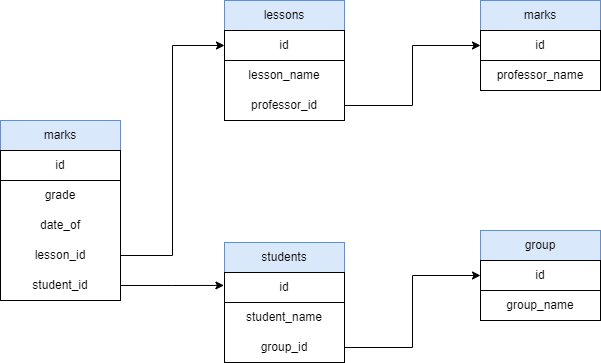 lessons
id
lesson_name
professor_id
marks
id
professor_name
marks
id
grade
date_of
lesson_id
student_id
students
id
student_name
group_id
group
id
group_name